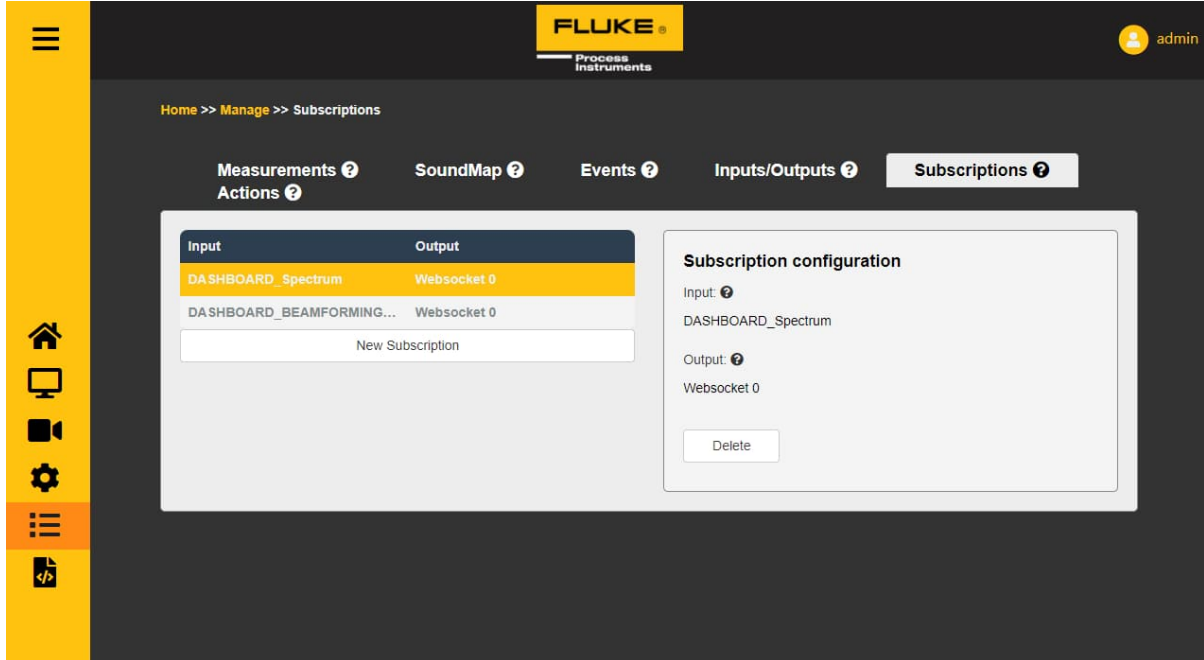 FLUKE ®
Process
Instruments
admin
Home >> Manage >> Subscriptions
Measurements ? SoundMap ? Events ? Inputs/Outputs ? Subscriptions ?
Actions ?
Input Output
DASHBOARD_Spectrum Websocket 0
DASHBOARD_BEAMFORMING... Websocket 0
New Subscription
Subscription configuration
Input: ?
DASHBOARD_Spectrum
Output: ?
Websocket 0
Delete